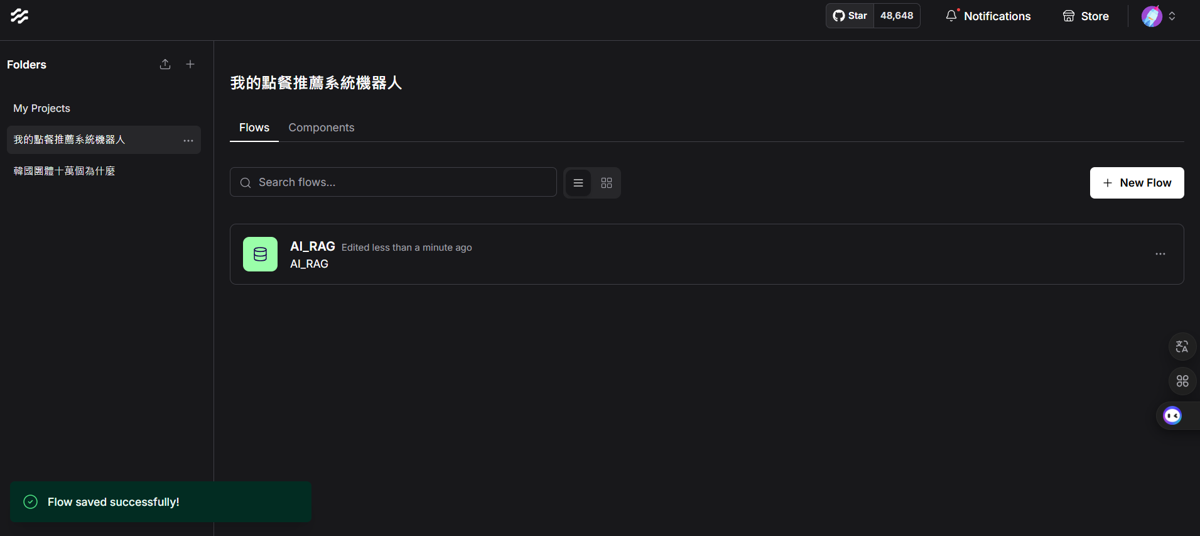 Star 48,648 Notifications Store
Folders
My Projects
我的點餐推薦系統機器人
韓國團體十萬個為什麼
我的點餐推薦系統機器人
Flows Components
Search flows...
New Flow
AI_RAG Edited less than a minute ago
AI_RAG
Flow saved successfully!